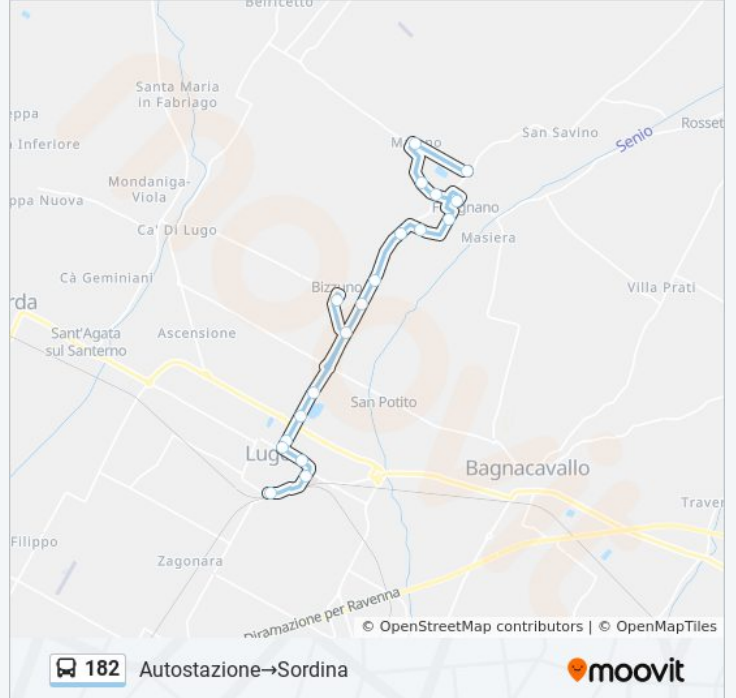 Belricetto
Santa Maria
in Fabriago
eppa
Inferiore
San Savino
Senio
Rosset
Mondaniga-
Viola
ppa Nuova
Ca' Di Lugo
Masiera
Cà Geminiani
Bizzuno
Villa Prati
rda
Sant'Agata
sul Santerno
Ascensione
San Potito
Bagnacavallo
Traver
Filippo
Zagonara
Diramazione per Ravenna
© OpenStreetMap contributors | © OpenMapTiles
182 Autostazione→Sordina
moovit